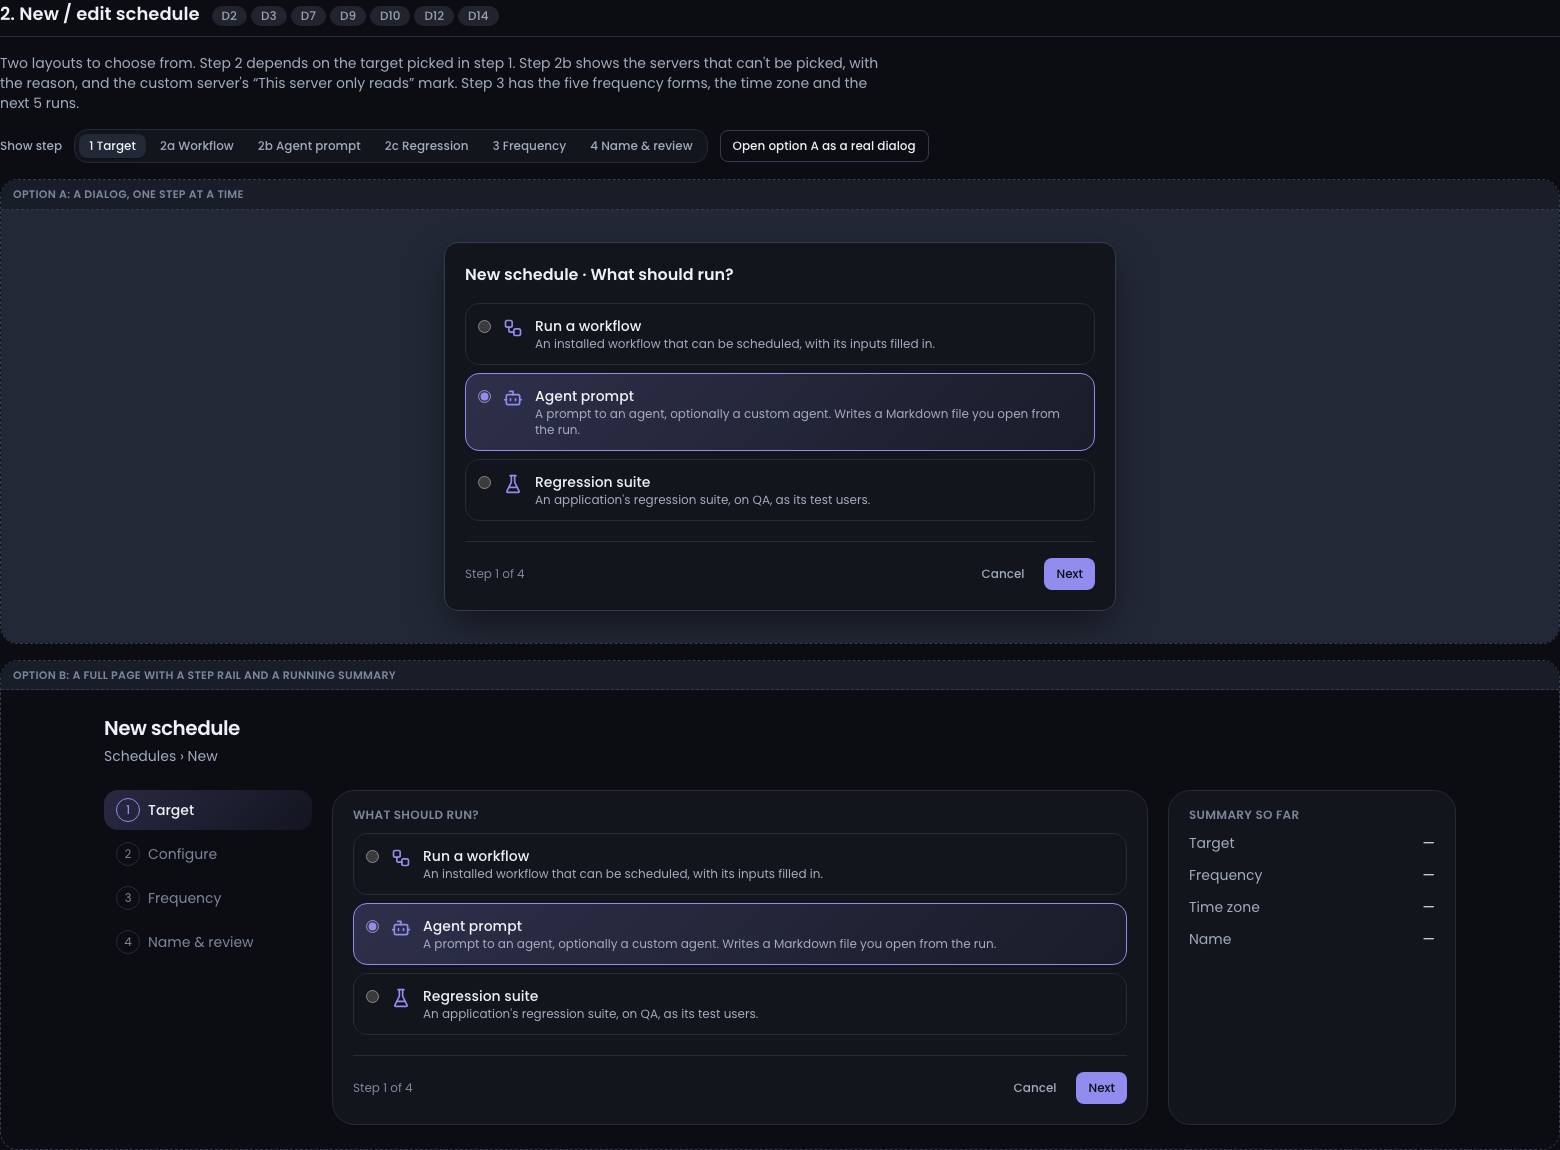 2. New / edit schedule D2 D3 D7 D9 D10 D12 D14
Two layouts to choose from. Step 2 depends on the target picked in step 1. Step 2b shows the servers that can't be picked, with
the reason, and the custom server's “This server only reads” mark. Step 3 has the five frequency forms, the time zone and the
next 5 runs.
Show step 1 Target 2a Workflow 2b Agent prompt 2c Regression 3 Frequency 4 Name & review Open option A as a real dialog
OPTION A: A DIALOG, ONE STEP AT A TIME
New schedule · What should run?
Run a workflow
An installed workflow that can be scheduled, with its inputs filled in.
Agent prompt
A prompt to an agent, optionally a custom agent. Writes a Markdown file you open from
the run.
Regression suite
An application's regression suite, on QA, as its test users.
Step 1 of 4 Cancel Next
OPTION B: A FULL PAGE WITH A STEP RAIL AND A RUNNING SUMMARY
New schedule
Schedules › New
1 Target
2 Configure
3 Frequency
4 Name & review
WHAT SHOULD RUN?
Run a workflow
An installed workflow that can be scheduled, with its inputs filled in.
Agent prompt
A prompt to an agent, optionally a custom agent. Writes a Markdown file you open from the run.
Regression suite
An application's regression suite, on QA, as its test users.
Step 1 of 4 Cancel Next
SUMMARY SO FAR
Target —
Frequency —
Time zone —
Name —